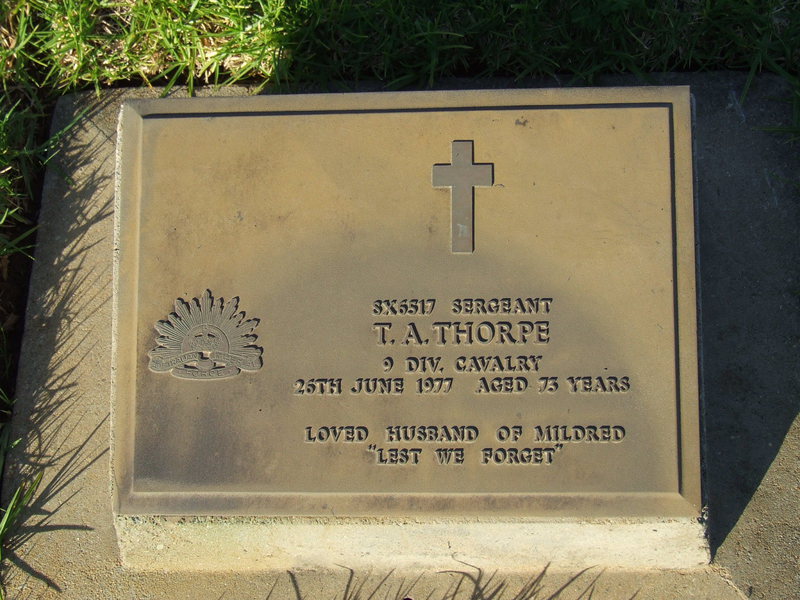 SX6517 SERGEANT
T. A. THORPE
9 DIV. CAVALRY
26TH JUNE 1977 AGED 73 YEARS
LOVED HUSBAND OF MILDRED
"LEST WE FORGET"